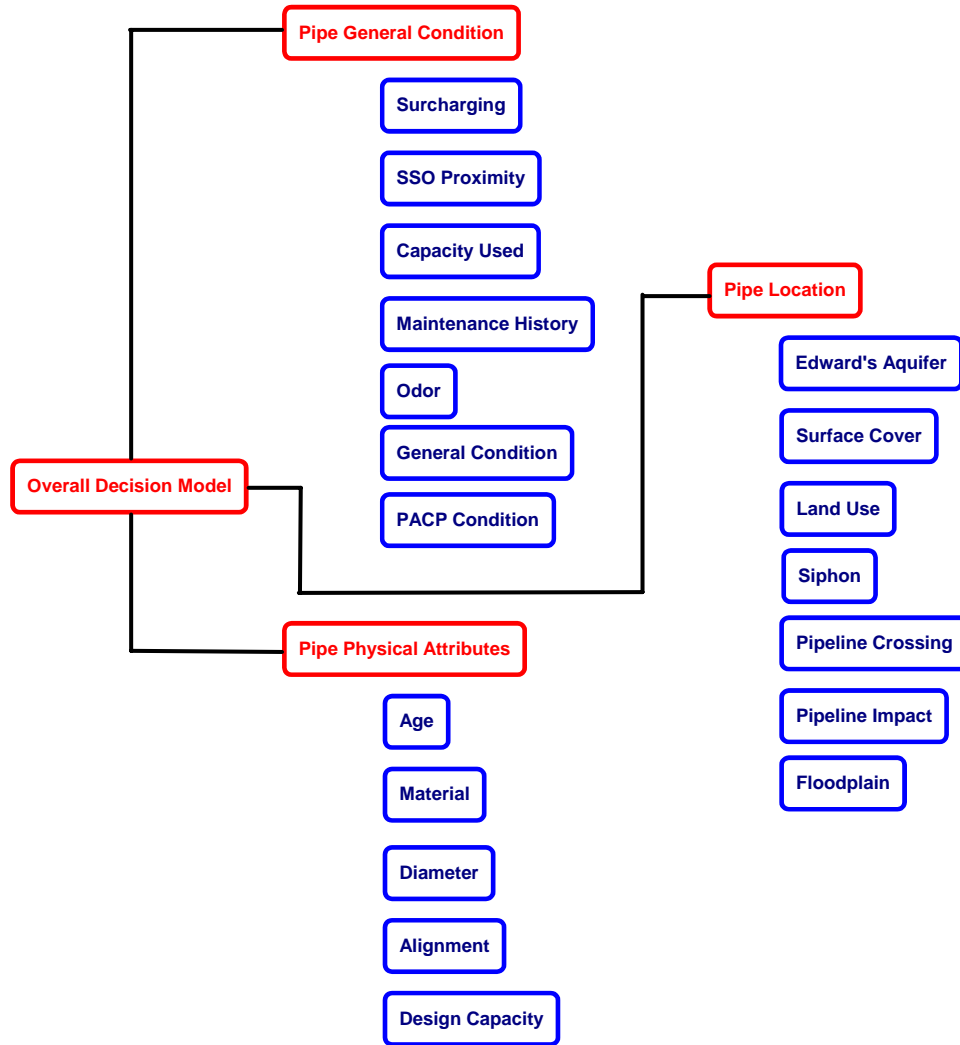 Pipe General Condition
Surcharging
SSO Proximity
Capacity Used
Maintenance History
Odor
General Condition
PACP Condition
Overall Decision Model
Pipe Physical Attributes
Age
Material
Diameter
Alignment
Design Capacity
Pipe Location
Edward's Aquifer
Surface Cover
Land Use
Siphon
Pipeline Crossing
Pipeline Impact
Floodplain